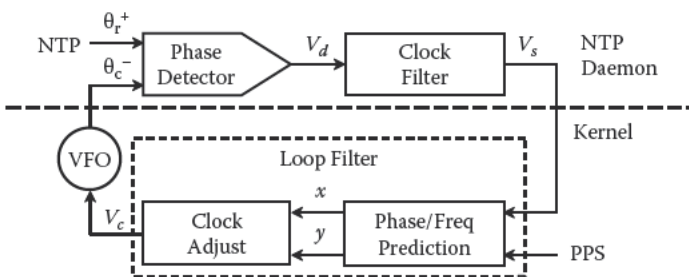 θr+
NTP
θc−
Phase
Detector
Vd
Clock
Filter
Vs
NTP
Daemon
Kernel
VFO
Loop Filter
x
y
Vc
Clock
Adjust
Phase/Freq
Prediction
PPS